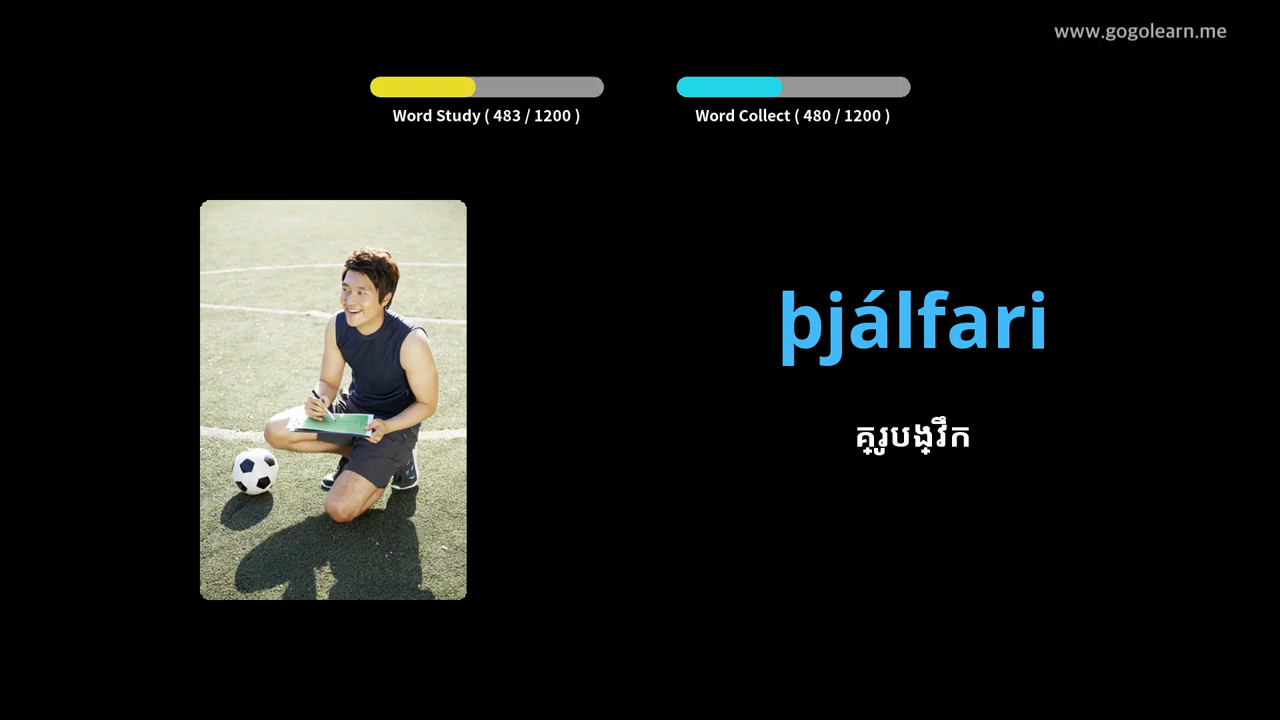 www.gogolearn.me
Word Study ( 483 / 1200 )
Word Collect ( 480 / 1200 )
þjálfari
គ្រូបង្វឹក